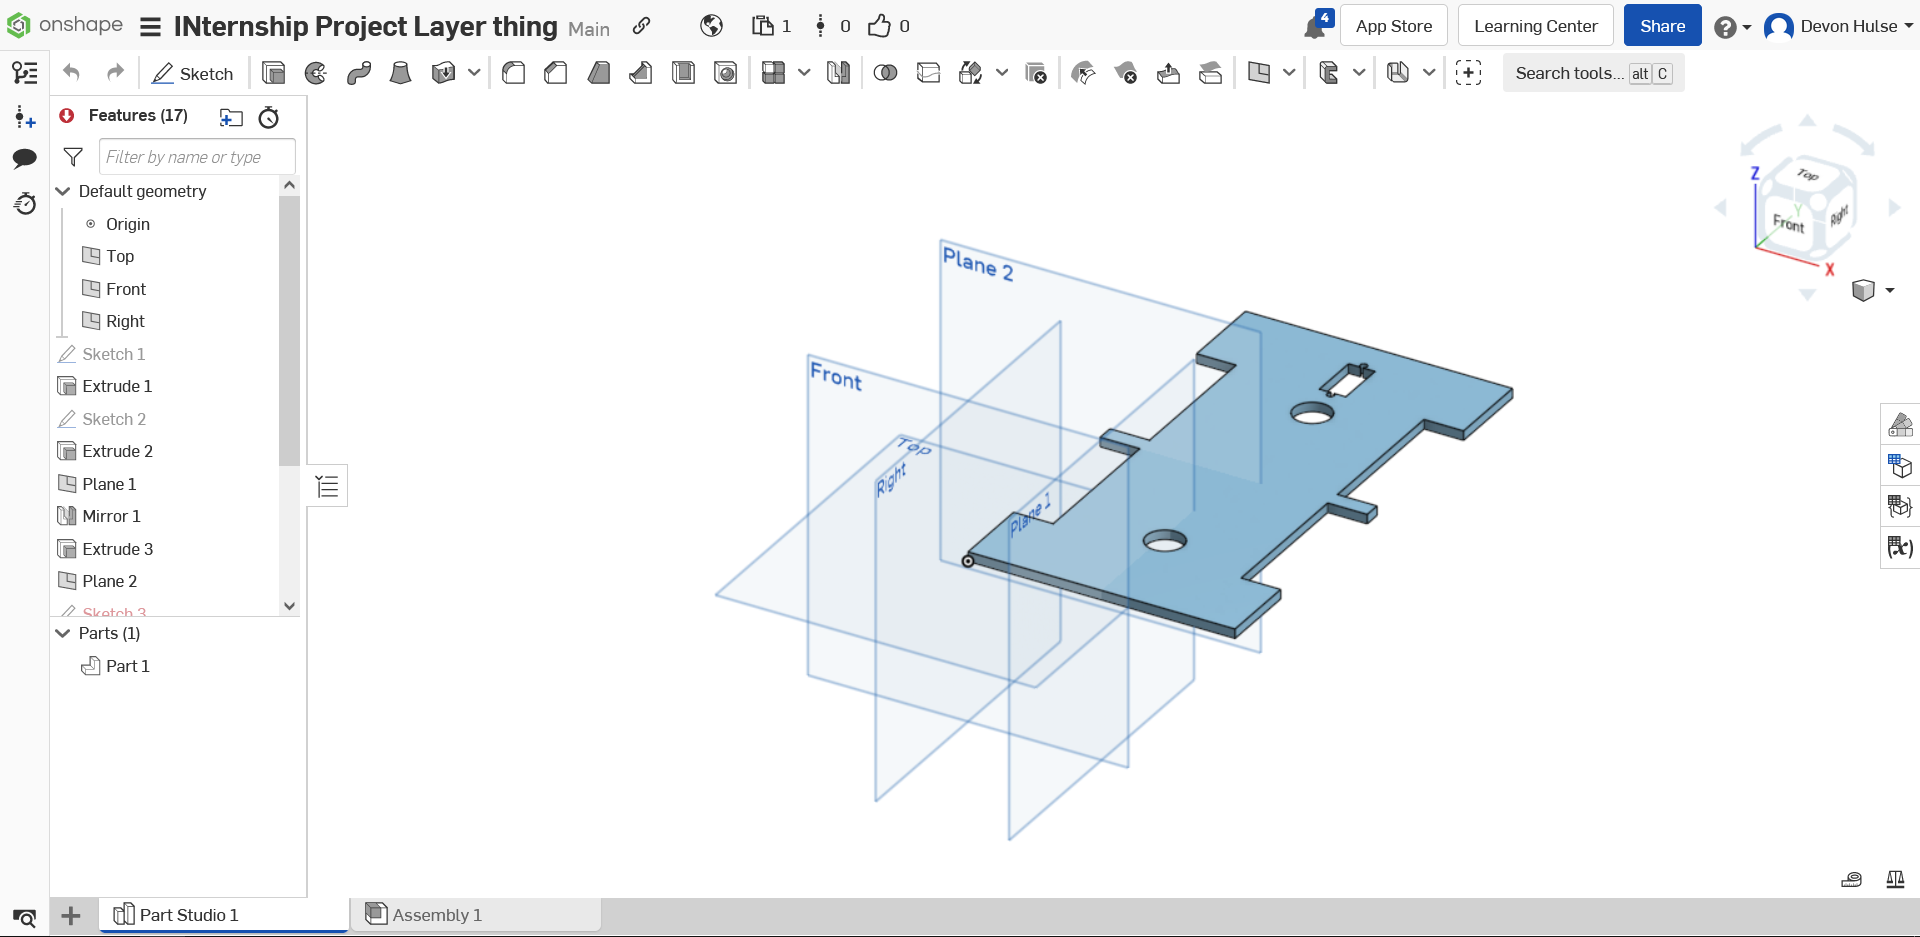 onshape INternship Project Layer thing Main 1 0 0 4 App Store Learning Center Share Devon Hulse
Sketch Search tools... alt C
Features (17)
Filter by name or type
Default geometry
Origin
Top
Front
Right
Sketch 1
Extrude 1
Sketch 2
Extrude 2
Plane 1
Mirror 1
Extrude 3
Plane 2
Sketch 3
Parts (1)
Part 1
Plane 2
Front
Top
Right
Plane 1
Z
Top
Y
Front
Right
X
(x)
Part Studio 1
Assembly 1